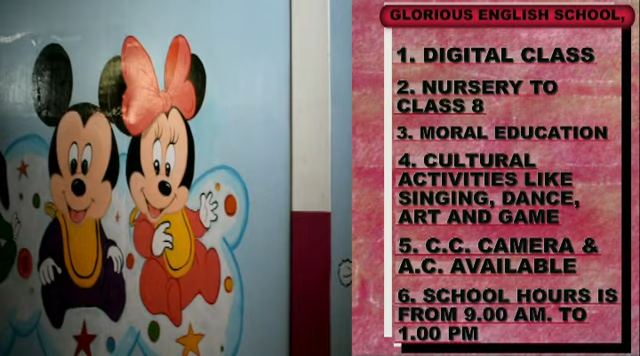 GLORIOUS ENGLISH SCHOOL,
1. DIGITAL CLASS
2. NURSERY TO
CLASS 8
3. MORAL EDUCATION
4. CULTURAL
ACTIVITIES LIKE
SINGING, DANCE,
ART AND GAME
5. C.C. CAMERA &
A.C. AVAILABLE
6. SCHOOL HOURS IS
FROM 9.00 AM. TO
1.00 PM